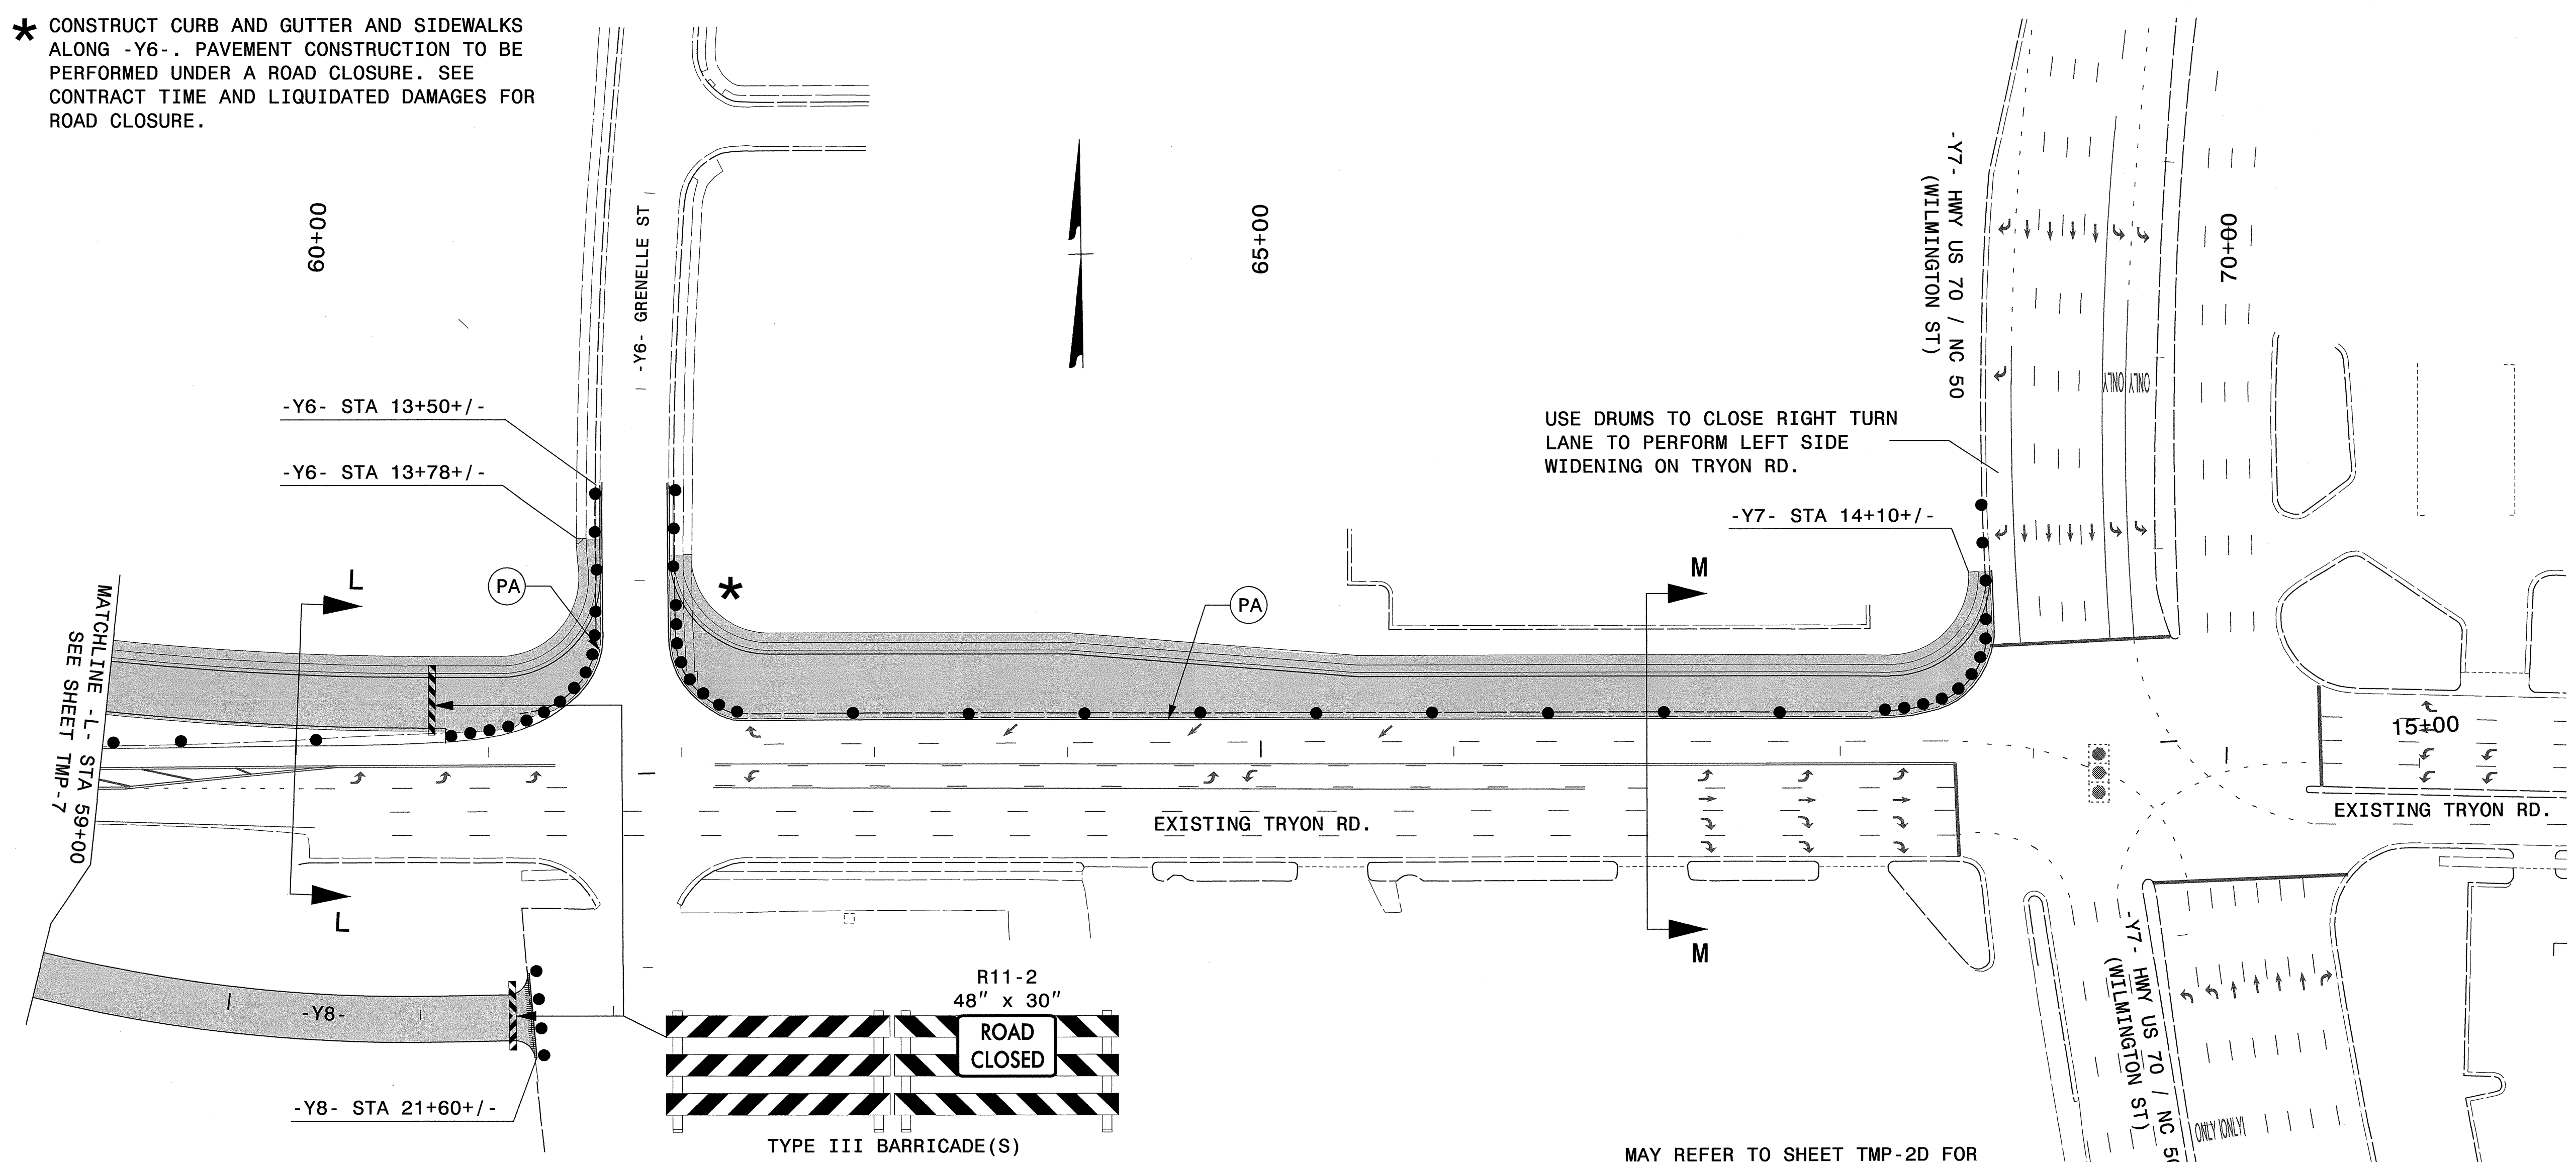 * CONSTRUCT CURB AND GUTTER AND SIDEWALKS
ALONG -Y6-. PAVEMENT CONSTRUCTION TO BE
PERFORMED UNDER A ROAD CLOSURE. SEE
CONTRACT TIME AND LIQUIDATED DAMAGES FOR
ROAD CLOSURE.
60+00
-Y6- GRENELLE ST
65+00
-Y7- HWY US 70 / NC 50
(WILMINGTON ST)
70+00
ONLY
ONLY
-Y6- STA 13+50+/-
-Y6- STA 13+78+/-
USE DRUMS TO CLOSE RIGHT TURN
LANE TO PERFORM LEFT SIDE
WIDENING ON TRYON RD.
-Y7- STA 14+10+/-
L
PA
*
PA
M
MATCHLINE -L- STA 59+00
SEE SHEET TMP-7
15+00
EXISTING TRYON RD.
EXISTING TRYON RD.
L
M
-Y7- HWY US 70 / NC 50
(WILMINGTON ST)
-Y8-
R11-2
48" x 30"
ROAD
CLOSED
-Y8- STA 21+60+/-
TYPE III BARRICADE(S)
ONLY
ONLY
MAY REFER TO SHEET TMP-2D FOR